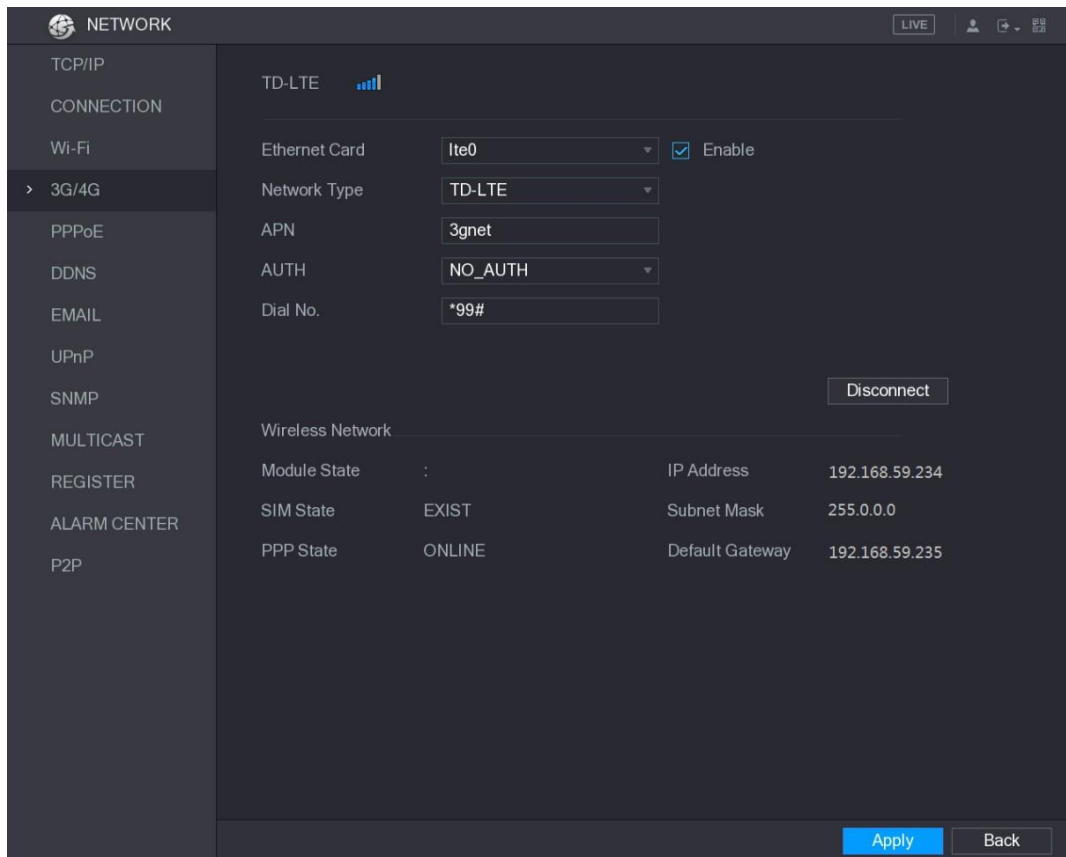 NETWORK
LIVE
TCP/IP
CONNECTION
Wi-Fi
3G/4G
PPPoE
DDNS
EMAIL
UPnP
SNMP
MULTICAST
REGISTER
ALARM CENTER
P2P
TD-LTE
Ethernet Card lte0 Enable
Network Type TD-LTE
APN 3gnet
AUTH NO_AUTH
Dial No. *99#
Disconnect
Wireless Network
Module State : IP Address 192.168.59.234
SIM State EXIST Subnet Mask 255.0.0.0
PPP State ONLINE Default Gateway 192.168.59.235
Apply Back